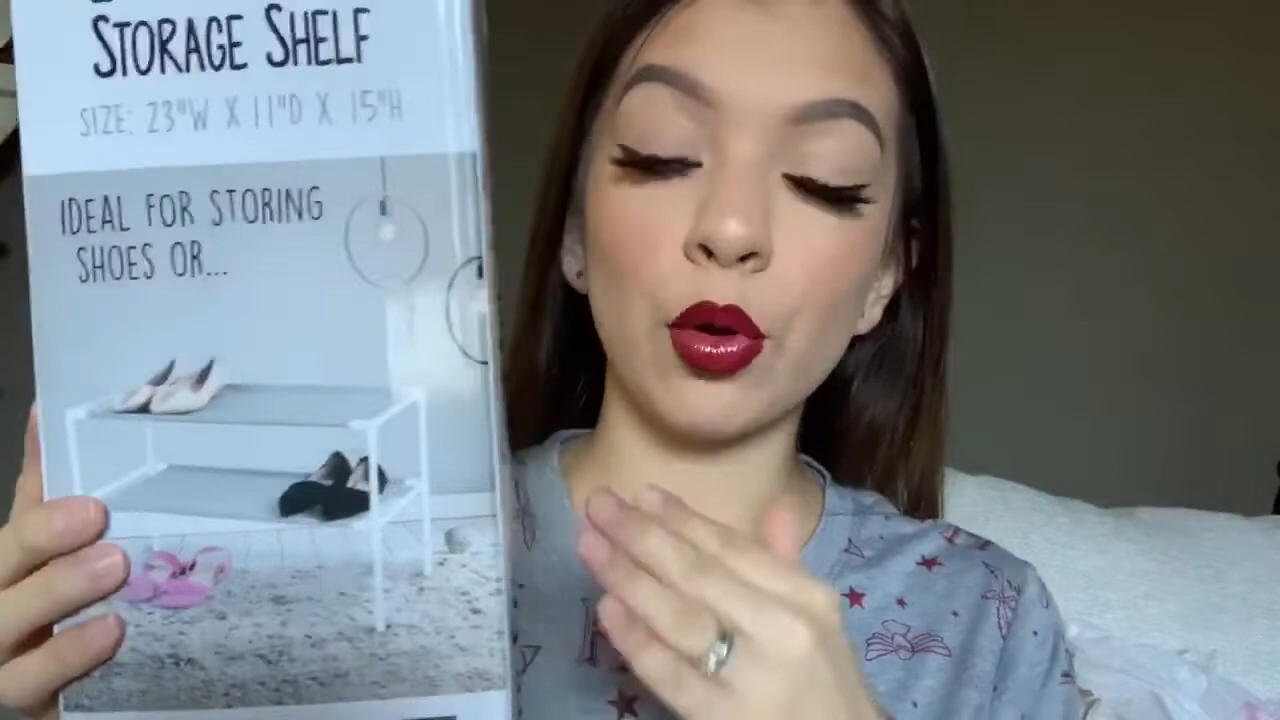 STORAGE SHELF
SIZE: 23"W X 11"D X 15"H
IDEAL FOR STORING
SHOES OR...